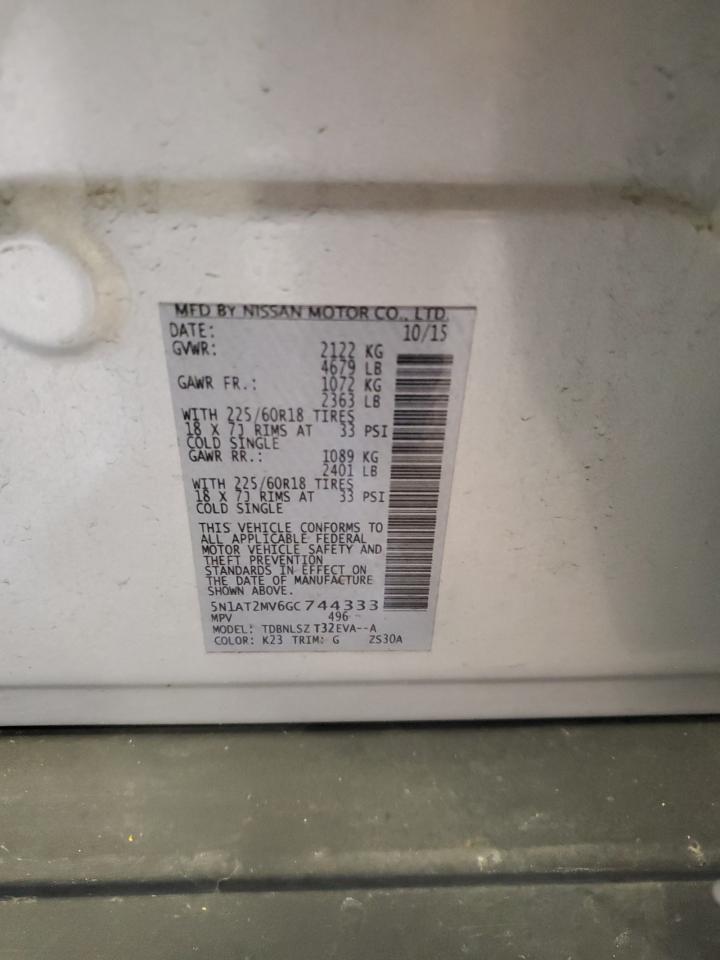 MFD BY NISSAN MOTOR CO., LTD.
DATE: 10/15
GVWR: 2122 KG
4679 LB
GAWR FR.: 1072 KG
2363 LB
WITH 225/60R18 TIRES
18 X 7J RIMS AT 33 PSI
COLD SINGLE
GAWR RR.: 1089 KG
2401 LB
WITH 225/60R18 TIRES
18 X 7J RIMS AT 33 PSI
COLD SINGLE
THIS VEHICLE CONFORMS TO
ALL APPLICABLE FEDERAL
MOTOR VEHICLE SAFETY AND
THEFT PREVENTION
STANDARDS IN EFFECT ON
THE DATE OF MANUFACTURE
SHOWN ABOVE.
5N1AT2MV6GC744333
MPV 496
MODEL: TDBNLSZ T32EVA--A
COLOR: K23 TRIM: G ZS30A